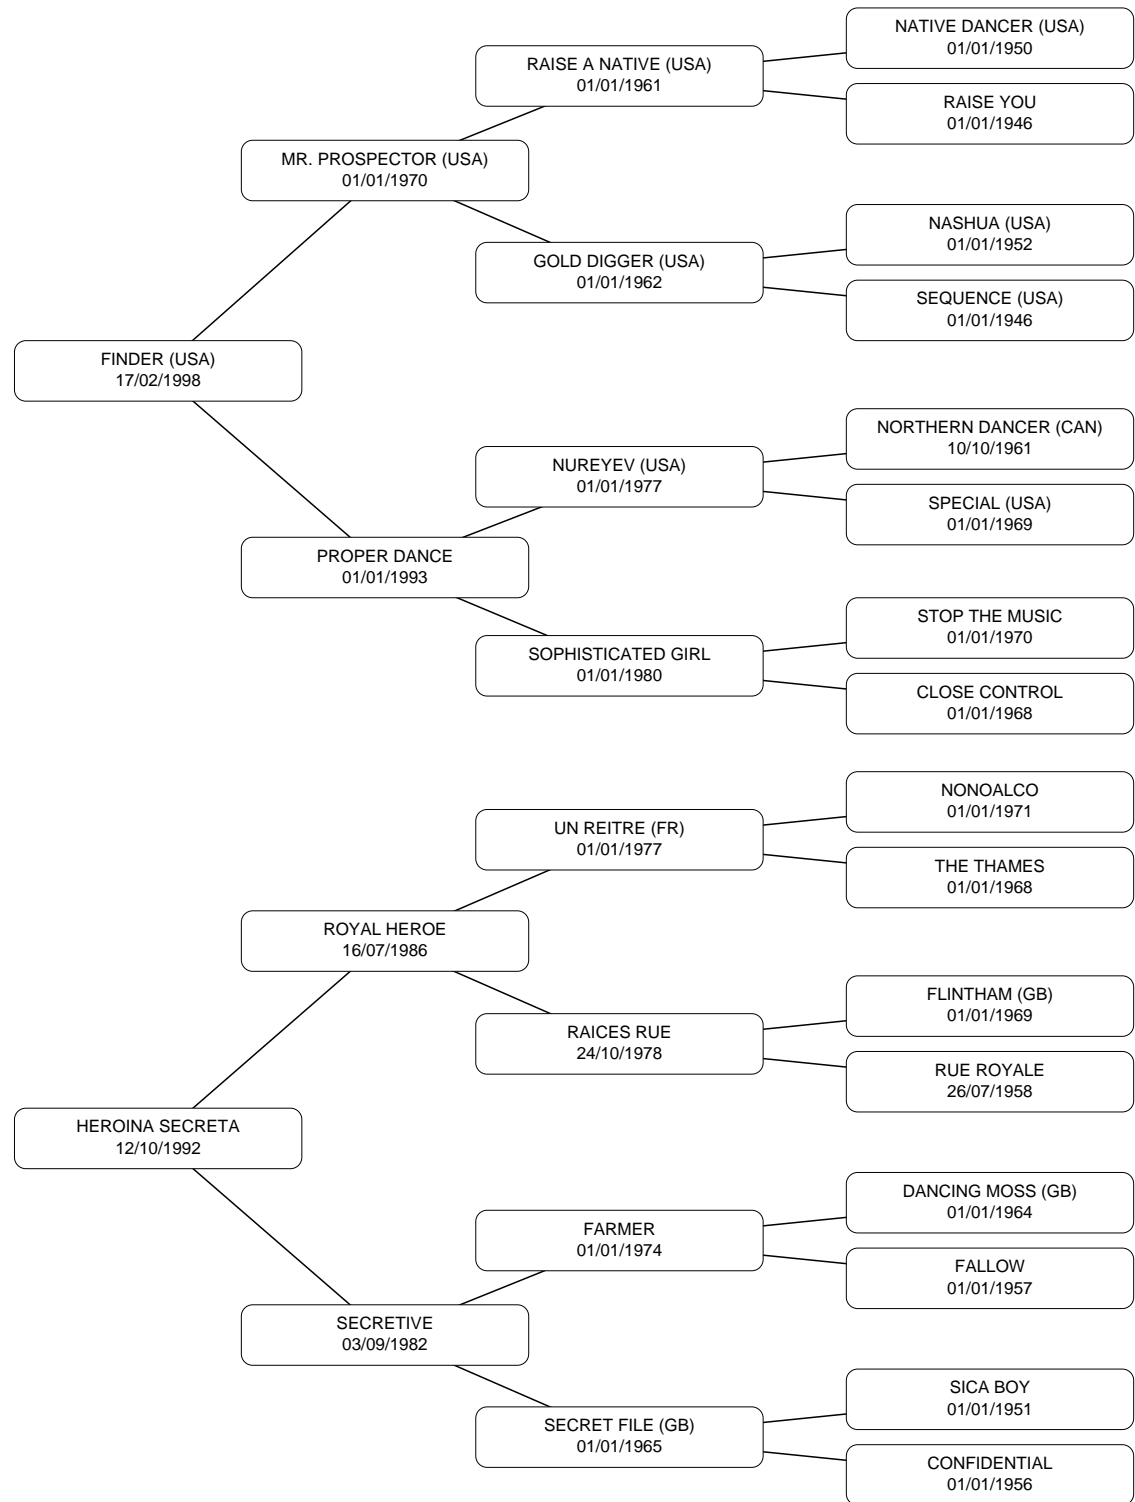 NATIVE DANCER (USA)
01/01/1950
RAISE A NATIVE (USA)
01/01/1961
RAISE YOU
01/01/1946
MR. PROSPECTOR (USA)
01/01/1970
NASHUA (USA)
01/01/1952
GOLD DIGGER (USA)
01/01/1962
SEQUENCE (USA)
01/01/1946
FINDER (USA)
17/02/1998
NORTHERN DANCER (CAN)
10/10/1961
NUREYEV (USA)
01/01/1977
SPECIAL (USA)
01/01/1969
PROPER DANCE
01/01/1993
STOP THE MUSIC
01/01/1970
SOPHISTICATED GIRL
01/01/1980
CLOSE CONTROL
01/01/1968
NONOALCO
01/01/1971
UN REITRE (FR)
01/01/1977
THE THAMES
01/01/1968
ROYAL HEROE
16/07/1986
FLINTHAM (GB)
01/01/1969
RAICES RUE
24/10/1978
RUE ROYALE
26/07/1958
HEROINA SECRETA
12/10/1992
DANCING MOSS (GB)
01/01/1964
FARMER
01/01/1974
FALLOW
01/01/1957
SECRETIVE
03/09/1982
SICA BOY
01/01/1951
SECRET FILE (GB)
01/01/1965
CONFIDENTIAL
01/01/1956